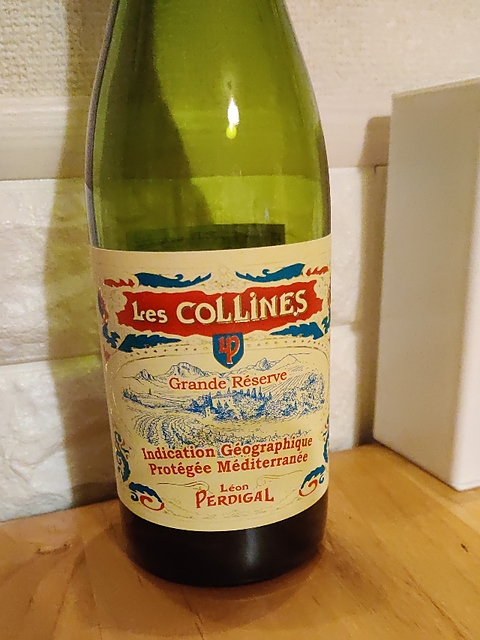 Les COLLiNES
LP
Grande Réserve
Indication Géographique
Protégée Méditerranée
Léon
PERDIGAL